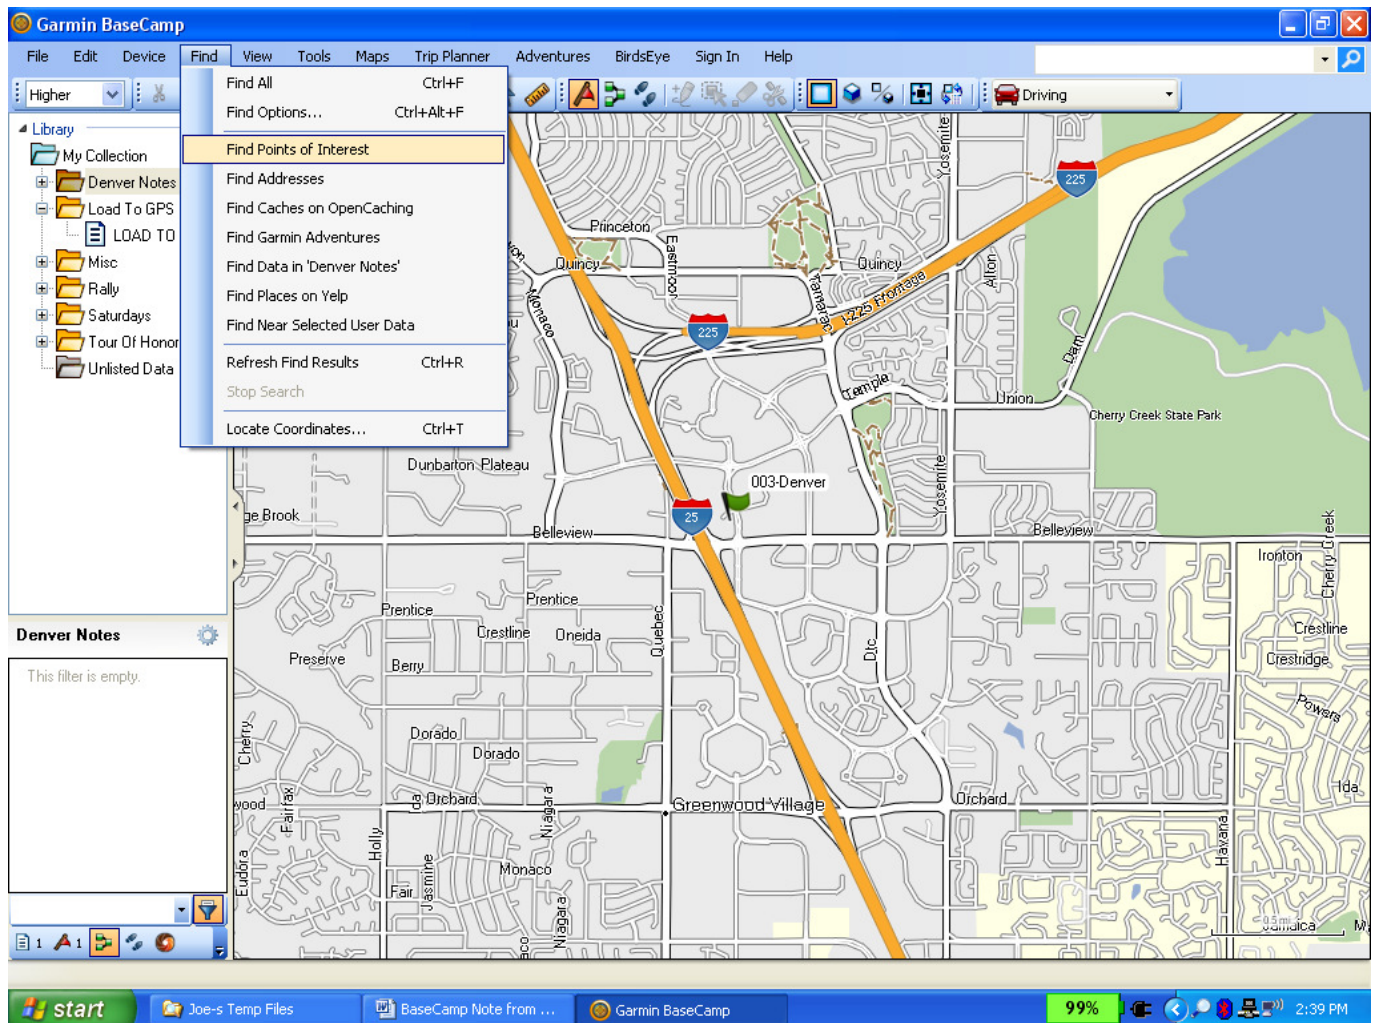 Garmin BaseCamp
File Edit Device Find View Tools Maps Trip Planner Adventures BirdsEye Sign In Help
Higher
Driving
Find All Ctrl+F
Find Options... Ctrl+Alt+F
Find Points of Interest
Find Addresses
Find Caches on OpenCaching
Find Garmin Adventures
Find Data in 'Denver Notes'
Find Places on Yelp
Find Near Selected User Data
Refresh Find Results Ctrl+R
Stop Search
Locate Coordinates... Ctrl+T
Library
My Collection
Denver Notes
Load To GPS
LOAD TO
Misc
Rally
Saturdays
Tour Of Honor
Unlisted Data
Denver Notes
This filter is empty.
1 1
Yosemite
225
Princeton
Eastmoor
Quincy
Quincy
Alton
Tamarac
I-225 Frontage
Monaco
225
Dam
Temple
Union
Cherry Creek State Park
Dunbarton Plateau
003-Denver
Yosemite
25
ge Brook
Belleview
Belleview
Cherry Creek
Ironton
Prentice
Prentice
Quebec
Crestline
Oneida
Crestline
Dtc
Preserve
Berry
Crestridge
Powers
Cherry
Dorado
Dorado
Ida
wood
Fairfax
Ida
Orchard
Niagara
Greenwood Village
Orchard
Holly
Havana
Eudora
Jasmine
Monaco
Fair
Niagara
aco
0.5 mi
Jamaica
M
start
Joe-s Temp Files
BaseCamp Note from ...
Garmin BaseCamp
99%
2:39 PM